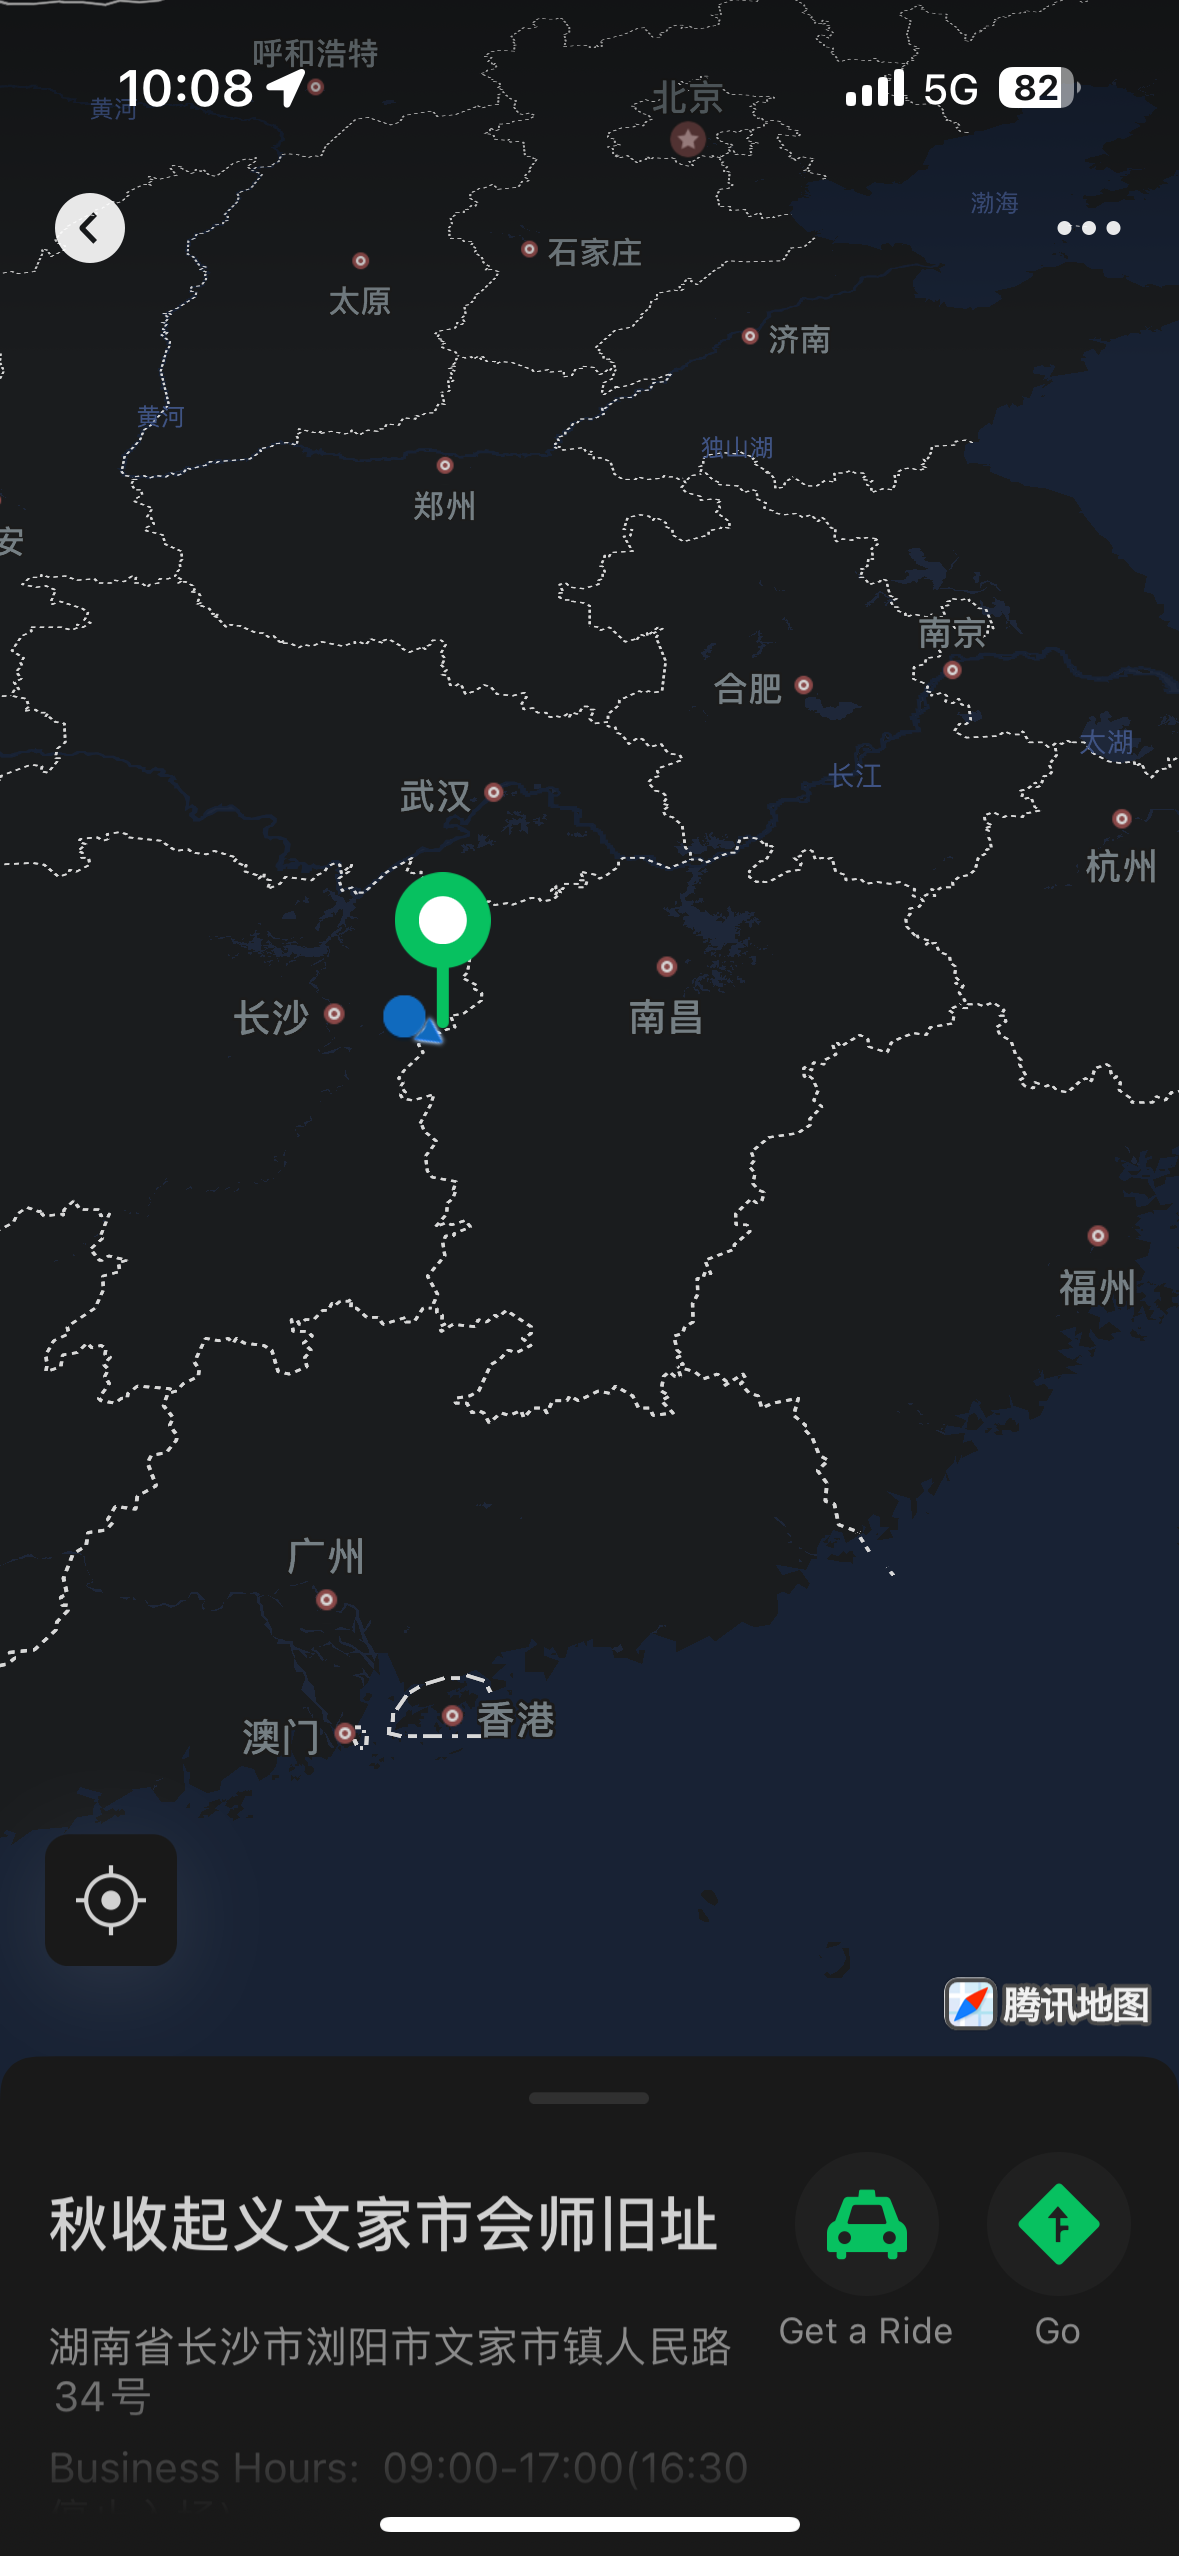 呼和浩特
10:08
5G
82
黄河
北京
渤海
石家庄
太原
济南
黄河
独山湖
郑州
安
南京
合肥
太湖
长江
武汉
杭州
长沙
南昌
福州
广州
澳门
香港
腾讯地图
秋收起义文家市会师旧址
Get a Ride
Go
湖南省长沙市浏阳市文家市镇人民路
34号
Business Hours: 09:00-17:00(16:30